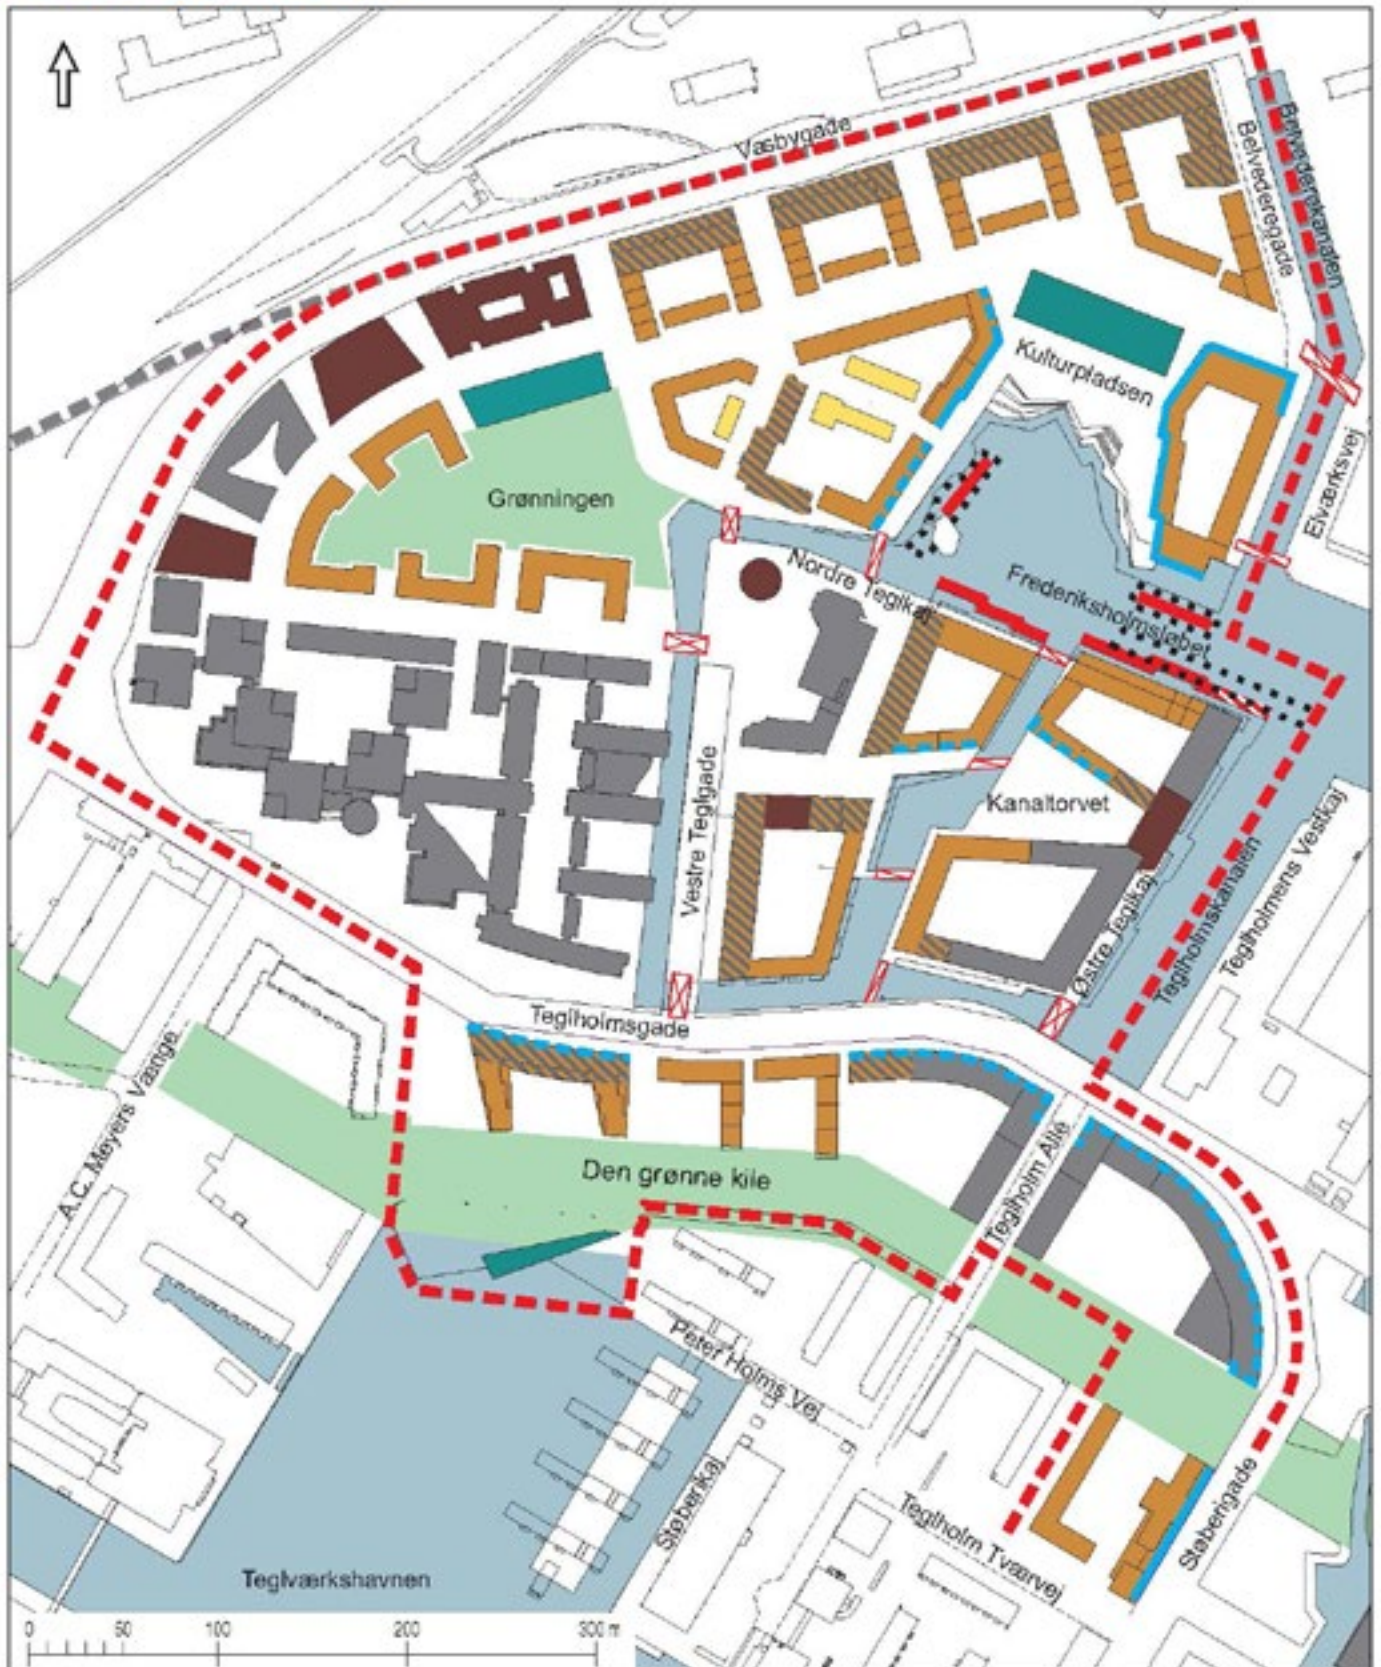 Vasbygade
Belvederekanalen
Belvederegade
Kulturpladsen
Elværksvej
Grønningen
Nordre Teglkaj
Frederiksholmsløbet
Vestre Teglgade
Kanaltorvet
Østre Teglkaj
Teglholmskanalen
Teglholmens Vestkaj
Teglholmsgade
A.C. Meyers Vænge
Den grønne kile
Teglholm Allé
Peter Holms Vej
Støberikaj
Teglholm Tværvej
Støberigade
Teglværkshavnen
0 50 100 200 300 m